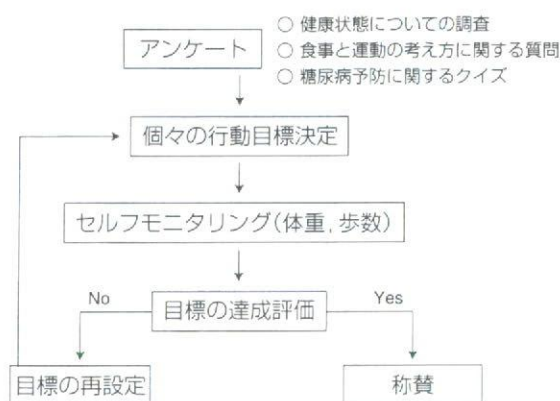 アンケート
○ 健康状態についての調査
○ 食事と運動の考え方に関する質問
○ 糖尿病予防に関するクイズ
個々の行動目標決定
セルフモニタリング(体重, 歩数)
目標の達成評価
No
Yes
目標の再設定
称賛